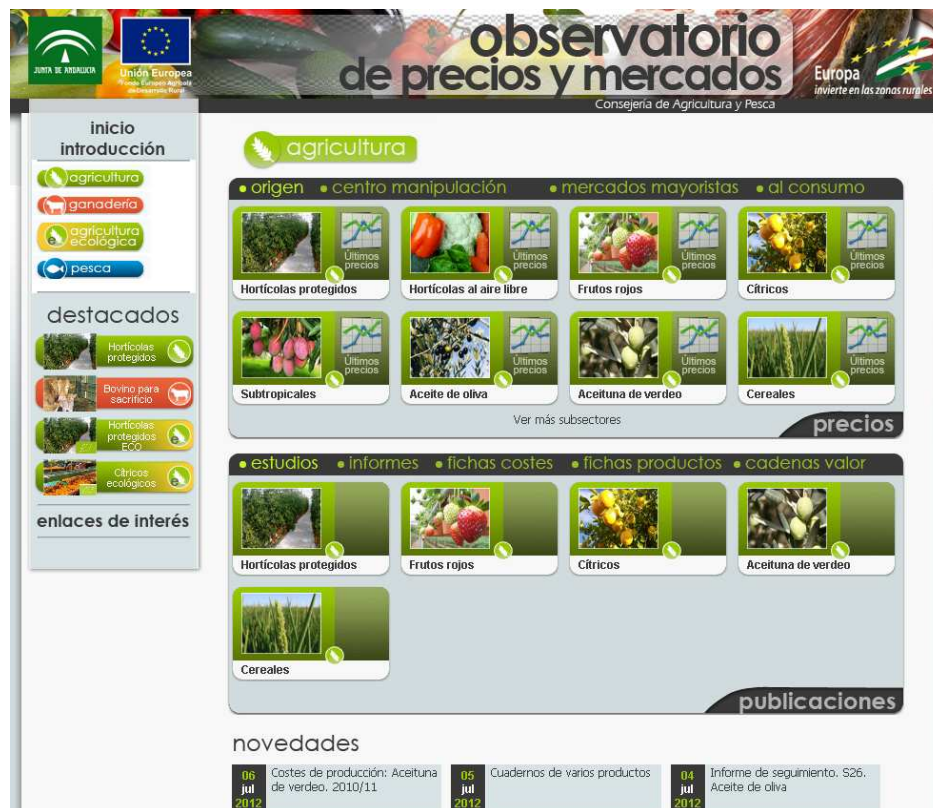 JUNTA DE ANDALUCIA
Unión Europea
Fondo Europeo Agrícola
de Desarrollo Rural
observatorio
de precios y mercados
Consejería de Agricultura y Pesca
Europa
invierte en las zonas rurales
inicio
introducción
agricultura
ganadería
agricultura
ecológica
pesca
destacados
Hortícolas
protegidos
Bovino para
sacrificio
Hortícolas
protegidos
ECO
Cítricos
ecológicos
enlaces de interés
agricultura
origen centro manipulación mercados mayoristas al consumo
Últimos
precios
Últimos
precios
Últimos
precios
Últimos
precios
Hortícolas protegidos Hortícolas al aire libre Frutos rojos Cítricos
Últimos
precios
Últimos
precios
Últimos
precios
Últimos
precios
Subtropicales Aceite de oliva Aceituna de verdeo Cereales
Ver más subsectores
precios
estudios informes fichas costes fichas productos cadenas valor
Hortícolas protegidos Frutos rojos Cítricos Aceituna de verdeo
Cereales
publicaciones
novedades
06
jul
2012
Costes de producción: Aceituna
de verdeo. 2010/11
05
jul
2012
Cuadernos de varios productos
04
jul
2012
Informe de seguimiento. S26.
Aceite de oliva